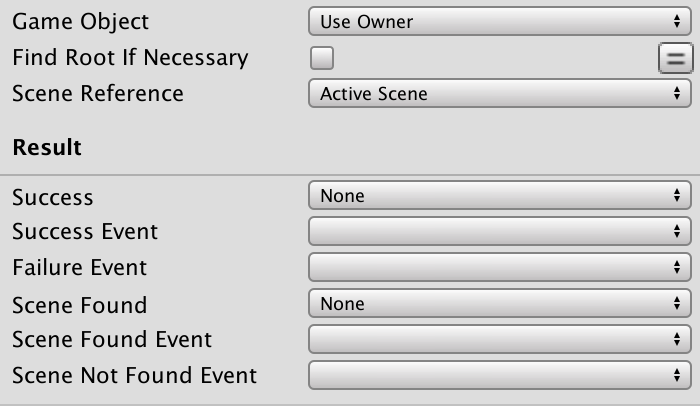 Game Object Use Owner
Find Root If Necessary =
Scene Reference Active Scene
Result
Success None
Success Event
Failure Event
Scene Found None
Scene Found Event
Scene Not Found Event